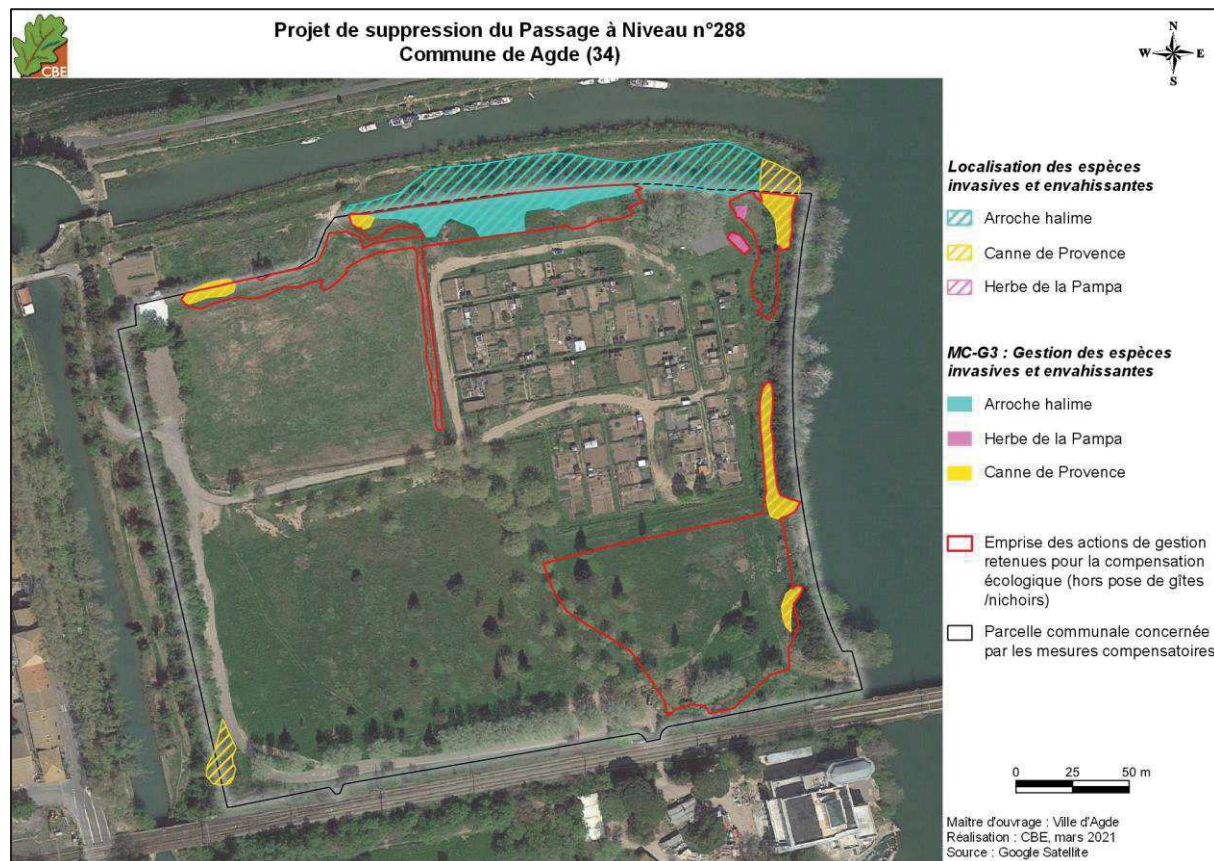 Projet de suppression du Passage à Niveau n°288
Commune de Agde (34)
CBE
N
W E
S
Localisation des espèces
invasives et envahissantes
Arroche halime
Canne de Provence
Herbe de la Pampa
MC-G3 : Gestion des espèces
invasives et envahissantes
Arroche halime
Herbe de la Pampa
Canne de Provence
Emprise des actions de gestion
retenues pour la compensation
écologique (hors pose de gîtes
/nichoirs)
Parcelle communale concernée
par les mesures compensatoires
0 25 50 m
Maître d'ouvrage : Ville d'Agde
Réalisation : CBE, mars 2021
Source : Google Satellite